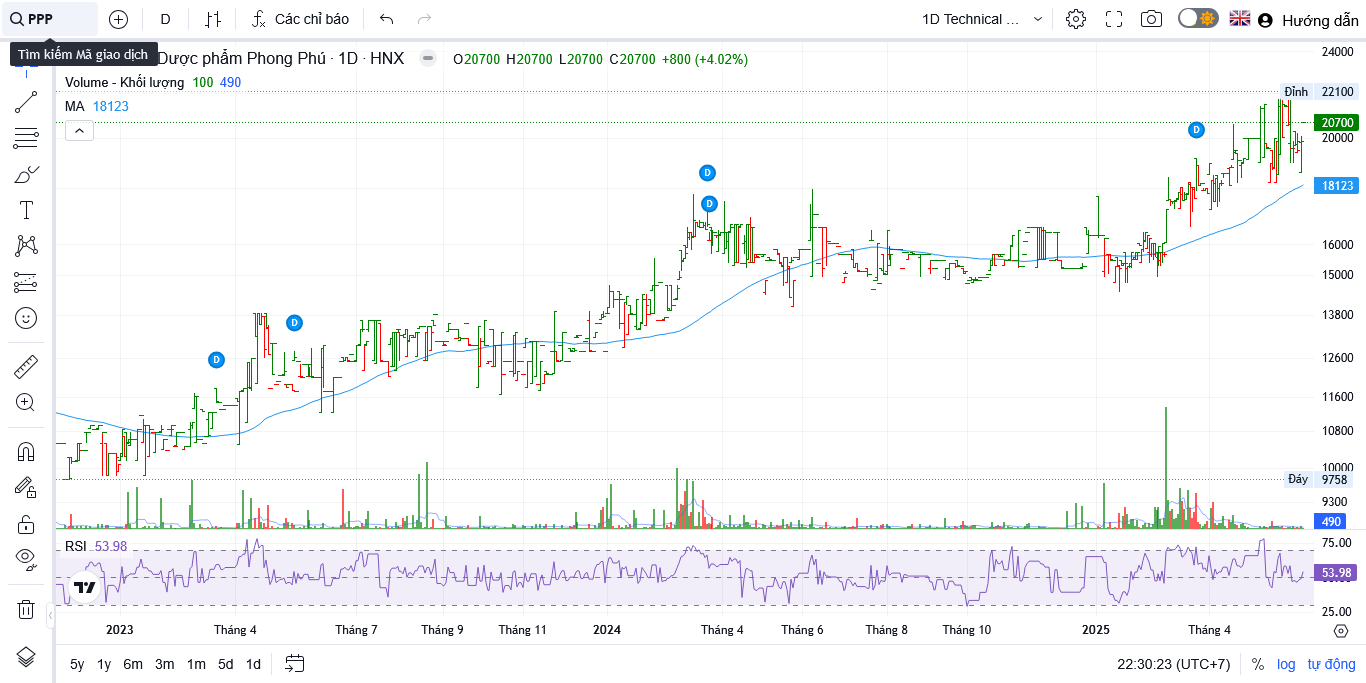 PPP
D
Các chỉ báo
1D Technical ...
Hướng dẫn
Tìm kiếm Mã giao dịch
Dược phẩm Phong Phú · 1D · HNX
O20700 H20700 L20700 C20700 +800 (+4.02%)
Volume - Khối lượng 100 490
MA 18123
24000
Đỉnh 22100
20700
20000
18123
16000
15000
13800
12600
11600
10800
10000
Đáy 9758
9300
490
D
D
D
D
D
RSI 53.98
75.00
53.98
25.00
2023
Tháng 4
Tháng 7
Tháng 9
Tháng 11
2024
Tháng 4
Tháng 6
Tháng 8
Tháng 10
2025
Tháng 4
5y 1y 6m 3m 1m 5d 1d
22:30:23 (UTC+7)
% log tự động